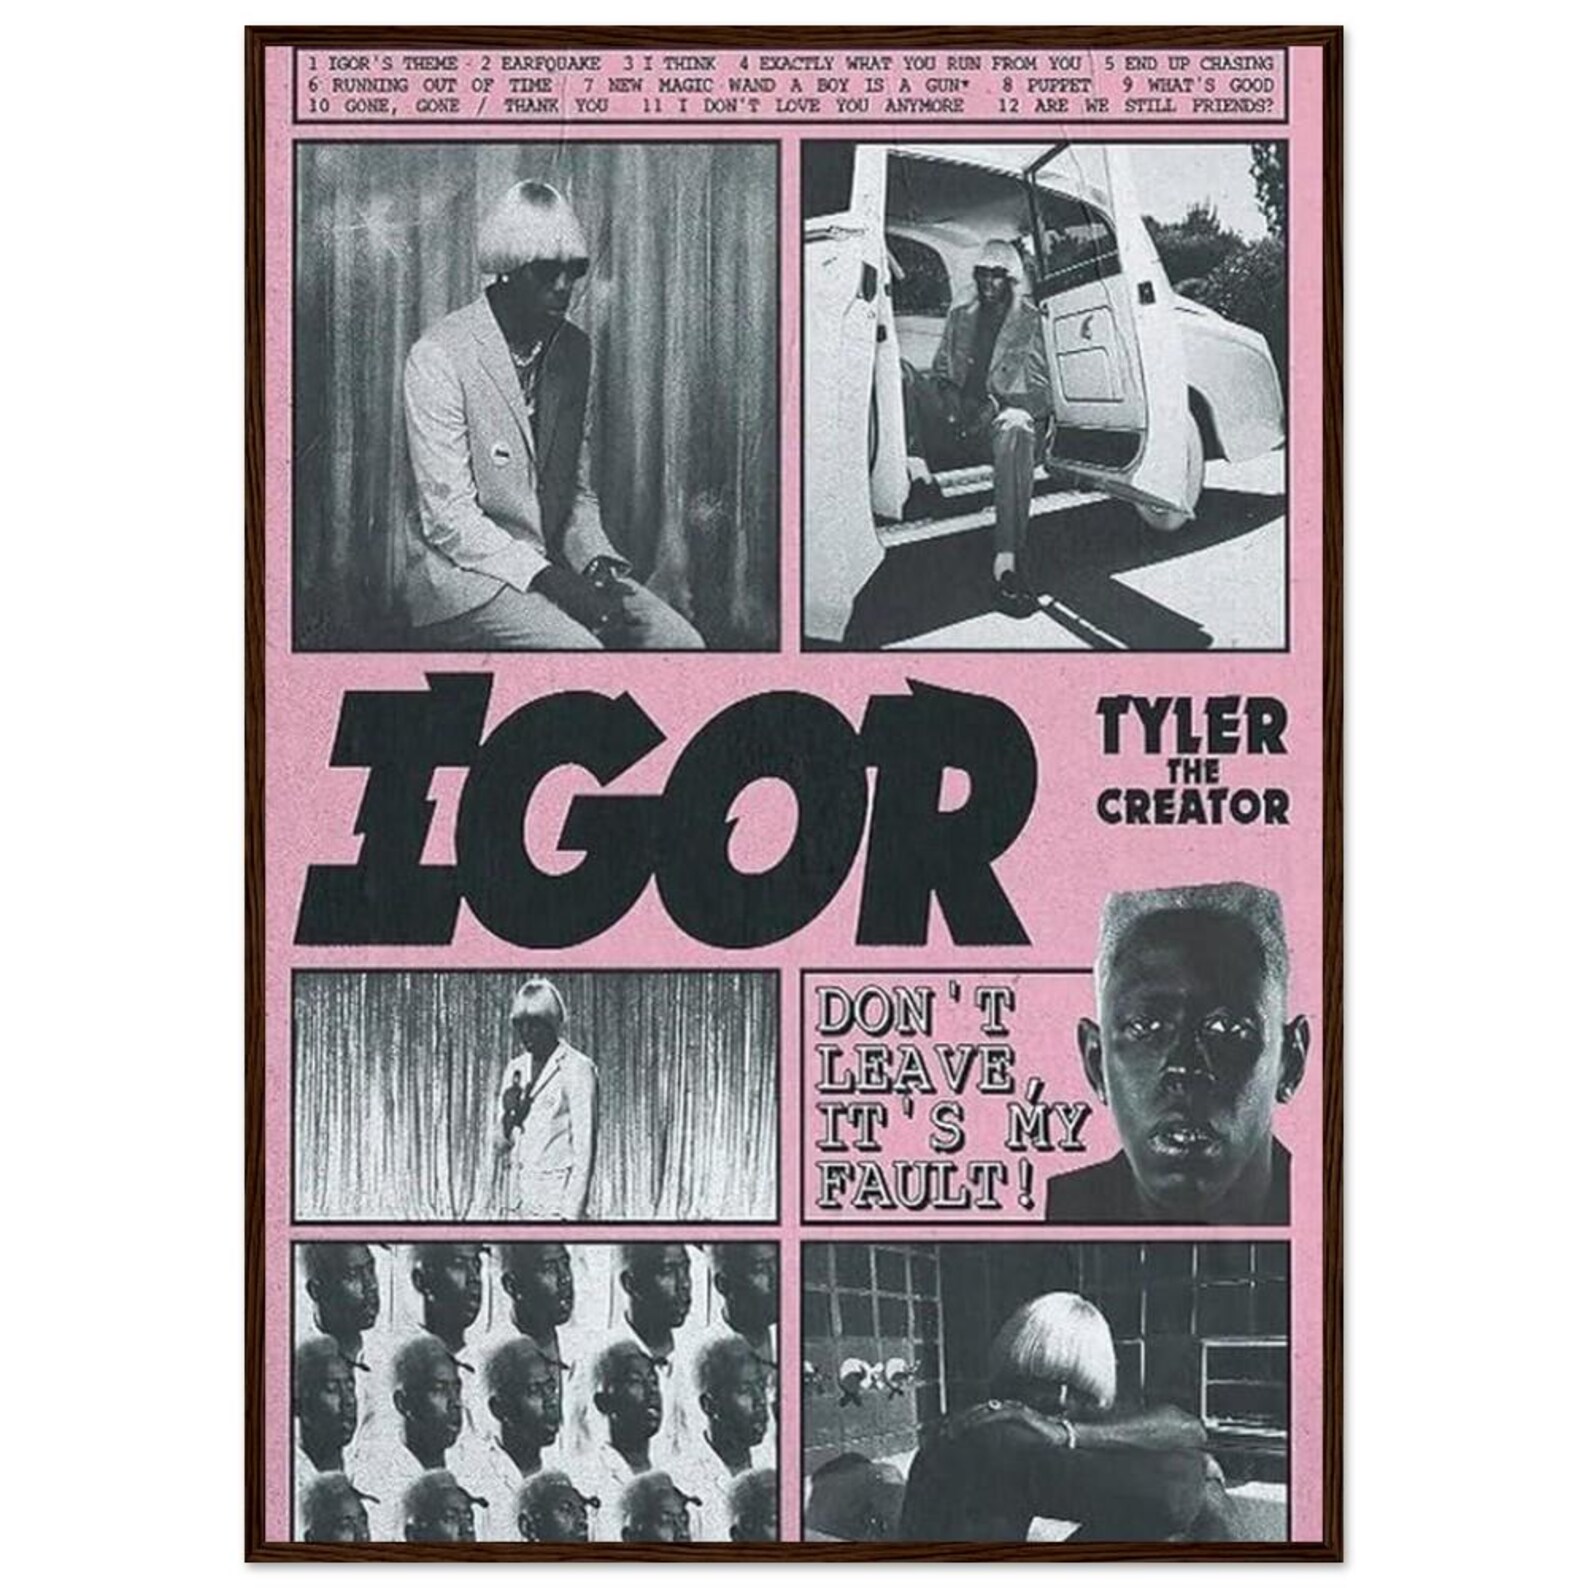 1 IGOR'S THEME · 2 EARFQUAKE 3 I THINK 4 EXACTLY WHAT YOU RUN FROM YOU 5 END UP CHASING
6 RUNNING OUT OF TIME 7 NEW MAGIC WAND A BOY IS A GUN* . 8 PUPPET 9 WHAT'S GOOD
10 GONE, GONE / THANK YOU 11 I DON'T LOVE YOU ANYMORE 12 ARE WE STILL FRIENDS?
IGOR
TYLER
THE
CREATOR
DON'T
LEAVE,
IT'S MY
FAULT!